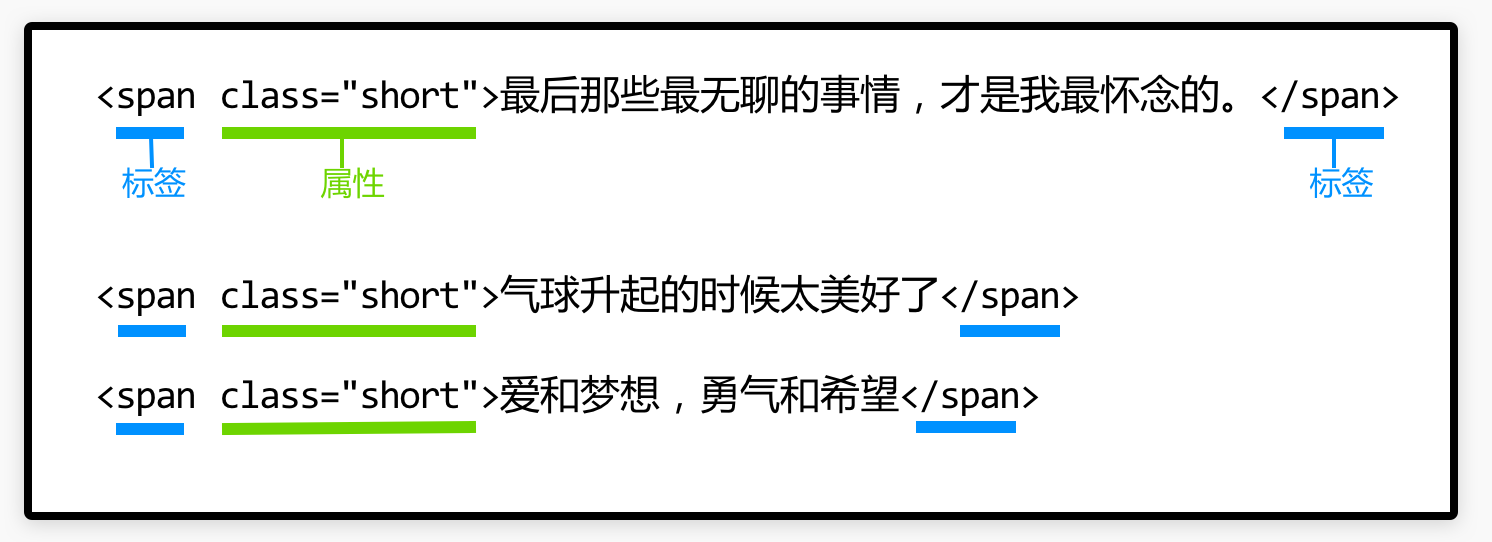 <span class="short">最后那些最无聊的事情，才是我最怀念的。</span>
标签 属性 标签
<span class="short">气球升起的时候太美好了</span>
<span class="short">爱和梦想，勇气和希望</span>